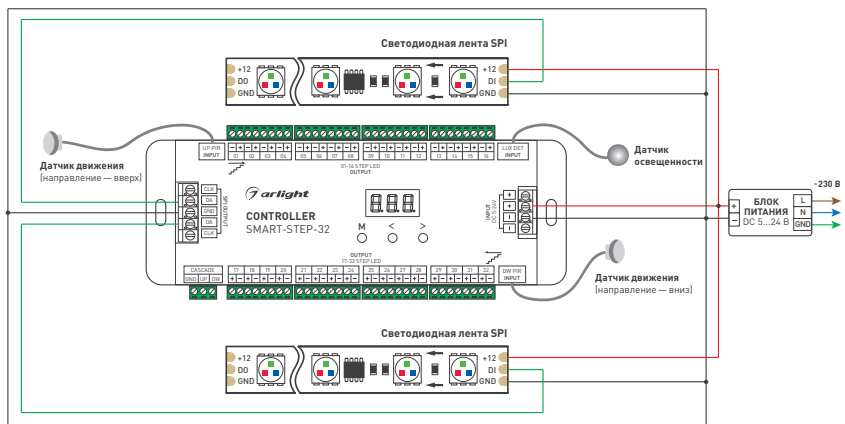 Светодиодная лента SPI
+12
DO
GND
+12
DI
GND
UP PIR
INPUT
- + - + - + - +
01 02 03 04
- + - + - + - +
05 06 07 08
- + - + - + - +
09 10 11 12
- + - + - + - +
13 14 15 16
LUX DET
INPUT
01-16 STEP LED
OUTPUT
Датчик движения
(направление — вверх)
Датчик
освещенности
CLK
DA
GND
DA
CLK
SPI OUTPUT
arlight
CONTROLLER
SMART-STEP-32
888
M < >
+
+
-
-
INPUT
DC 5-24V
~230 В
+
−
БЛОК
ПИТАНИЯ
DC 5...24 В
L
N
GND
OUTPUT
17-32 STEP LED
CASCADE
GND UP DW
17 18 19 20
+ - + - + - + -
21 22 23 24
+ - + - + - + -
25 26 27 28
+ - + - + - + -
29 30 31 32
+ - + - + - + -
DW PIR
INPUT
Датчик движения
(направление — вниз)
Светодиодная лента SPI
+12
DO
GND
+12
DI
GND